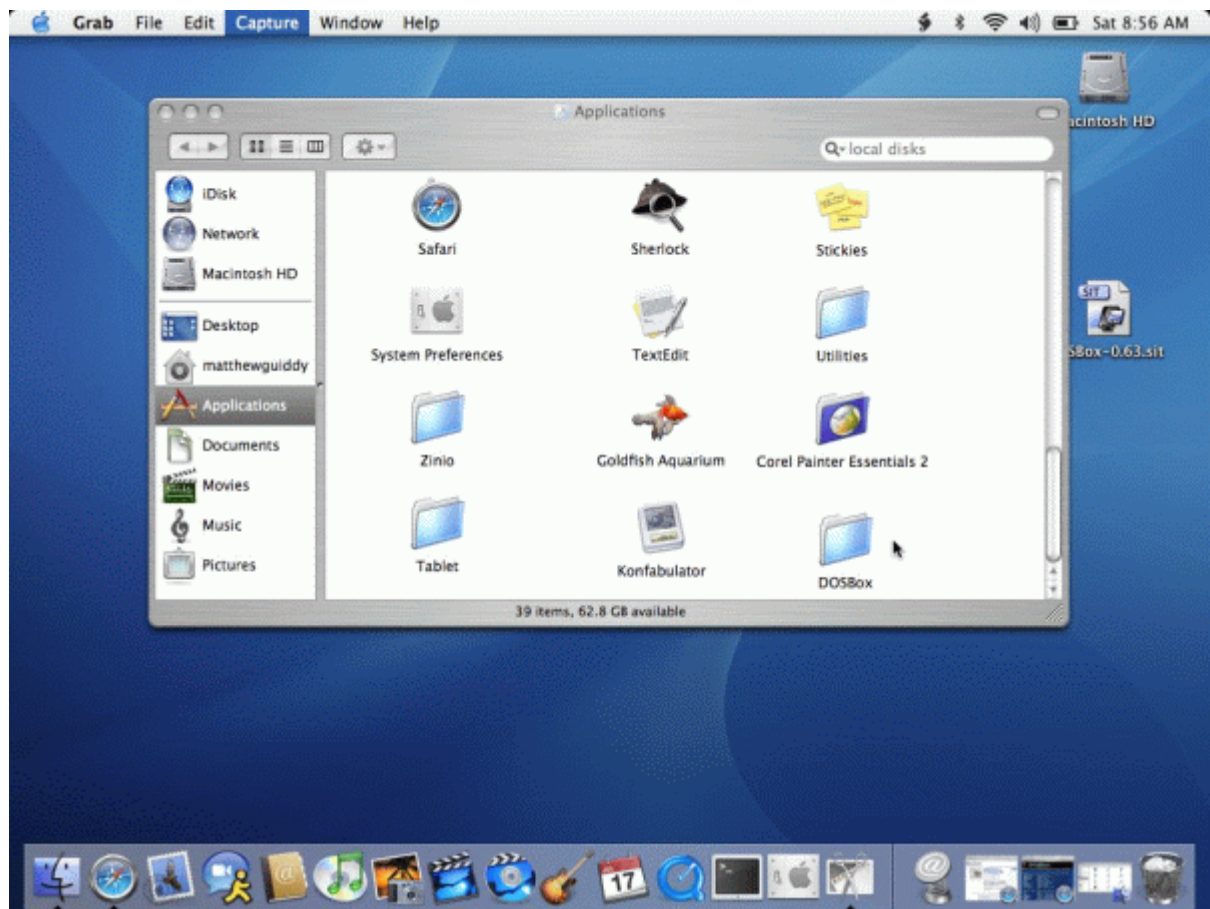 Grab File Edit Capture Window Help Sat 8:56 AM
Applications
local disks
acintosh HD
iDisk
Network
Macintosh HD
Desktop
matthewguiddy
Applications
Documents
Movies
Music
Pictures
Safari Sherlock Stickies
System Preferences TextEdit Utilities
SIT
SBox-0.63.sit
Zinio Goldfish Aquarium Corel Painter Essentials 2
Tablet Konfabulator DOSBox
39 items, 62.8 GB available
17